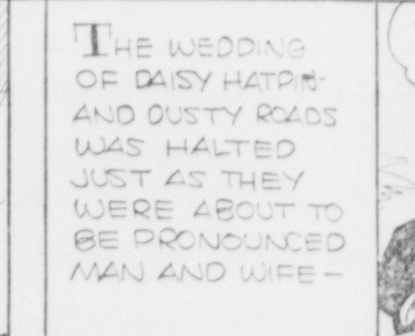 THE WEDDING
OF DAISY HATPIN-
AND DUSTY ROADS
WAS HALTED
JUST AS THEY
WERE ABOUT TO
BE PRONOUNCED
MAN AND WIFE—